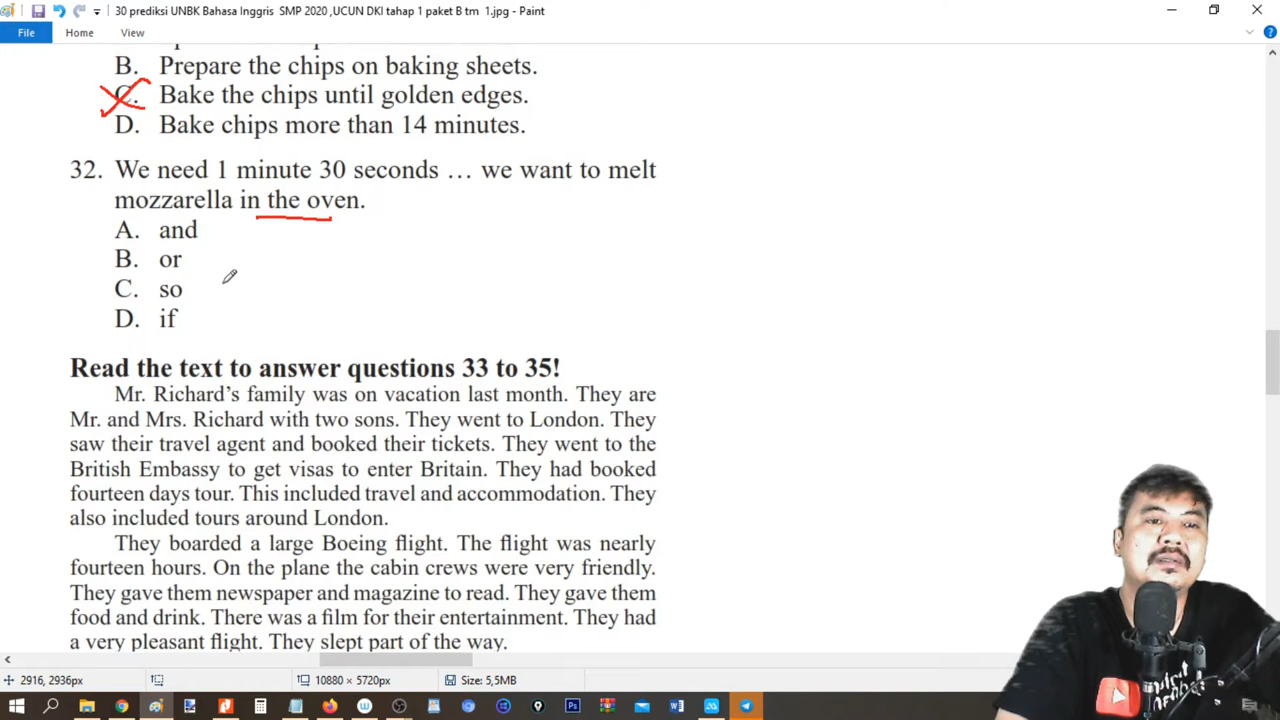 30 prediksi UNBK Bahasa Inggris SMP 2020 ,UCUN DKI tahap 1 paket B tm 1.jpg - Paint
File Home View
B. Prepare the chips on baking sheets.
C. Bake the chips until golden edges.
D. Bake chips more than 14 minutes.
32. We need 1 minute 30 seconds … we want to melt
mozzarella in the oven.
A. and
B. or
C. so
D. if
Read the text to answer questions 33 to 35!
Mr. Richard’s family was on vacation last month. They are
Mr. and Mrs. Richard with two sons. They went to London. They
saw their travel agent and booked their tickets. They went to the
British Embassy to get visas to enter Britain. They had booked
fourteen days tour. This included travel and accommodation. They
also included tours around London.
They boarded a large Boeing flight. The flight was nearly
fourteen hours. On the plane the cabin crews were very friendly.
They gave them newspaper and magazine to read. They gave them
food and drink. There was a film for their entertainment. They had
a very pleasant flight. They slept part of the way.
2916, 2936px 10880 × 5720px Size: 5,5MB